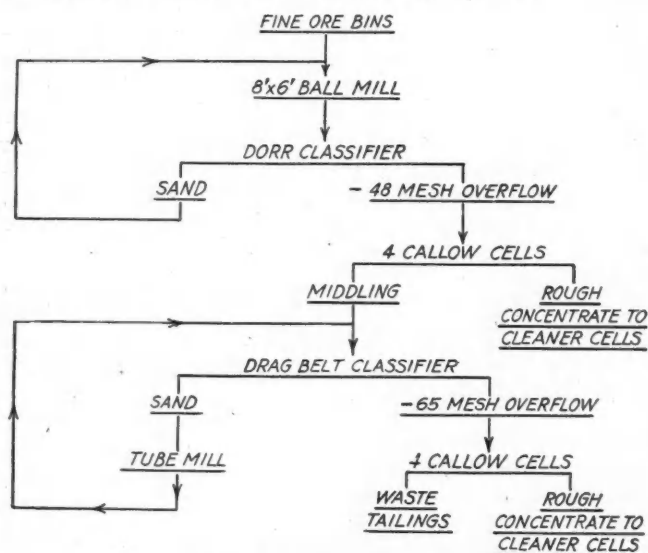 FINE ORE BINS
8'x6' BALL MILL
DORR CLASSIFIER
SAND
- 48 MESH OVERFLOW
4 CALLOW CELLS
MIDDLING
ROUGH
CONCENTRATE TO
CLEANER CELLS
DRAG BELT CLASSIFIER
SAND
-65 MESH OVERFLOW
TUBE MILL
4 CALLOW CELLS
WASTE
TAILINGS
ROUGH
CONCENTRATE TO
CLEANER CELLS